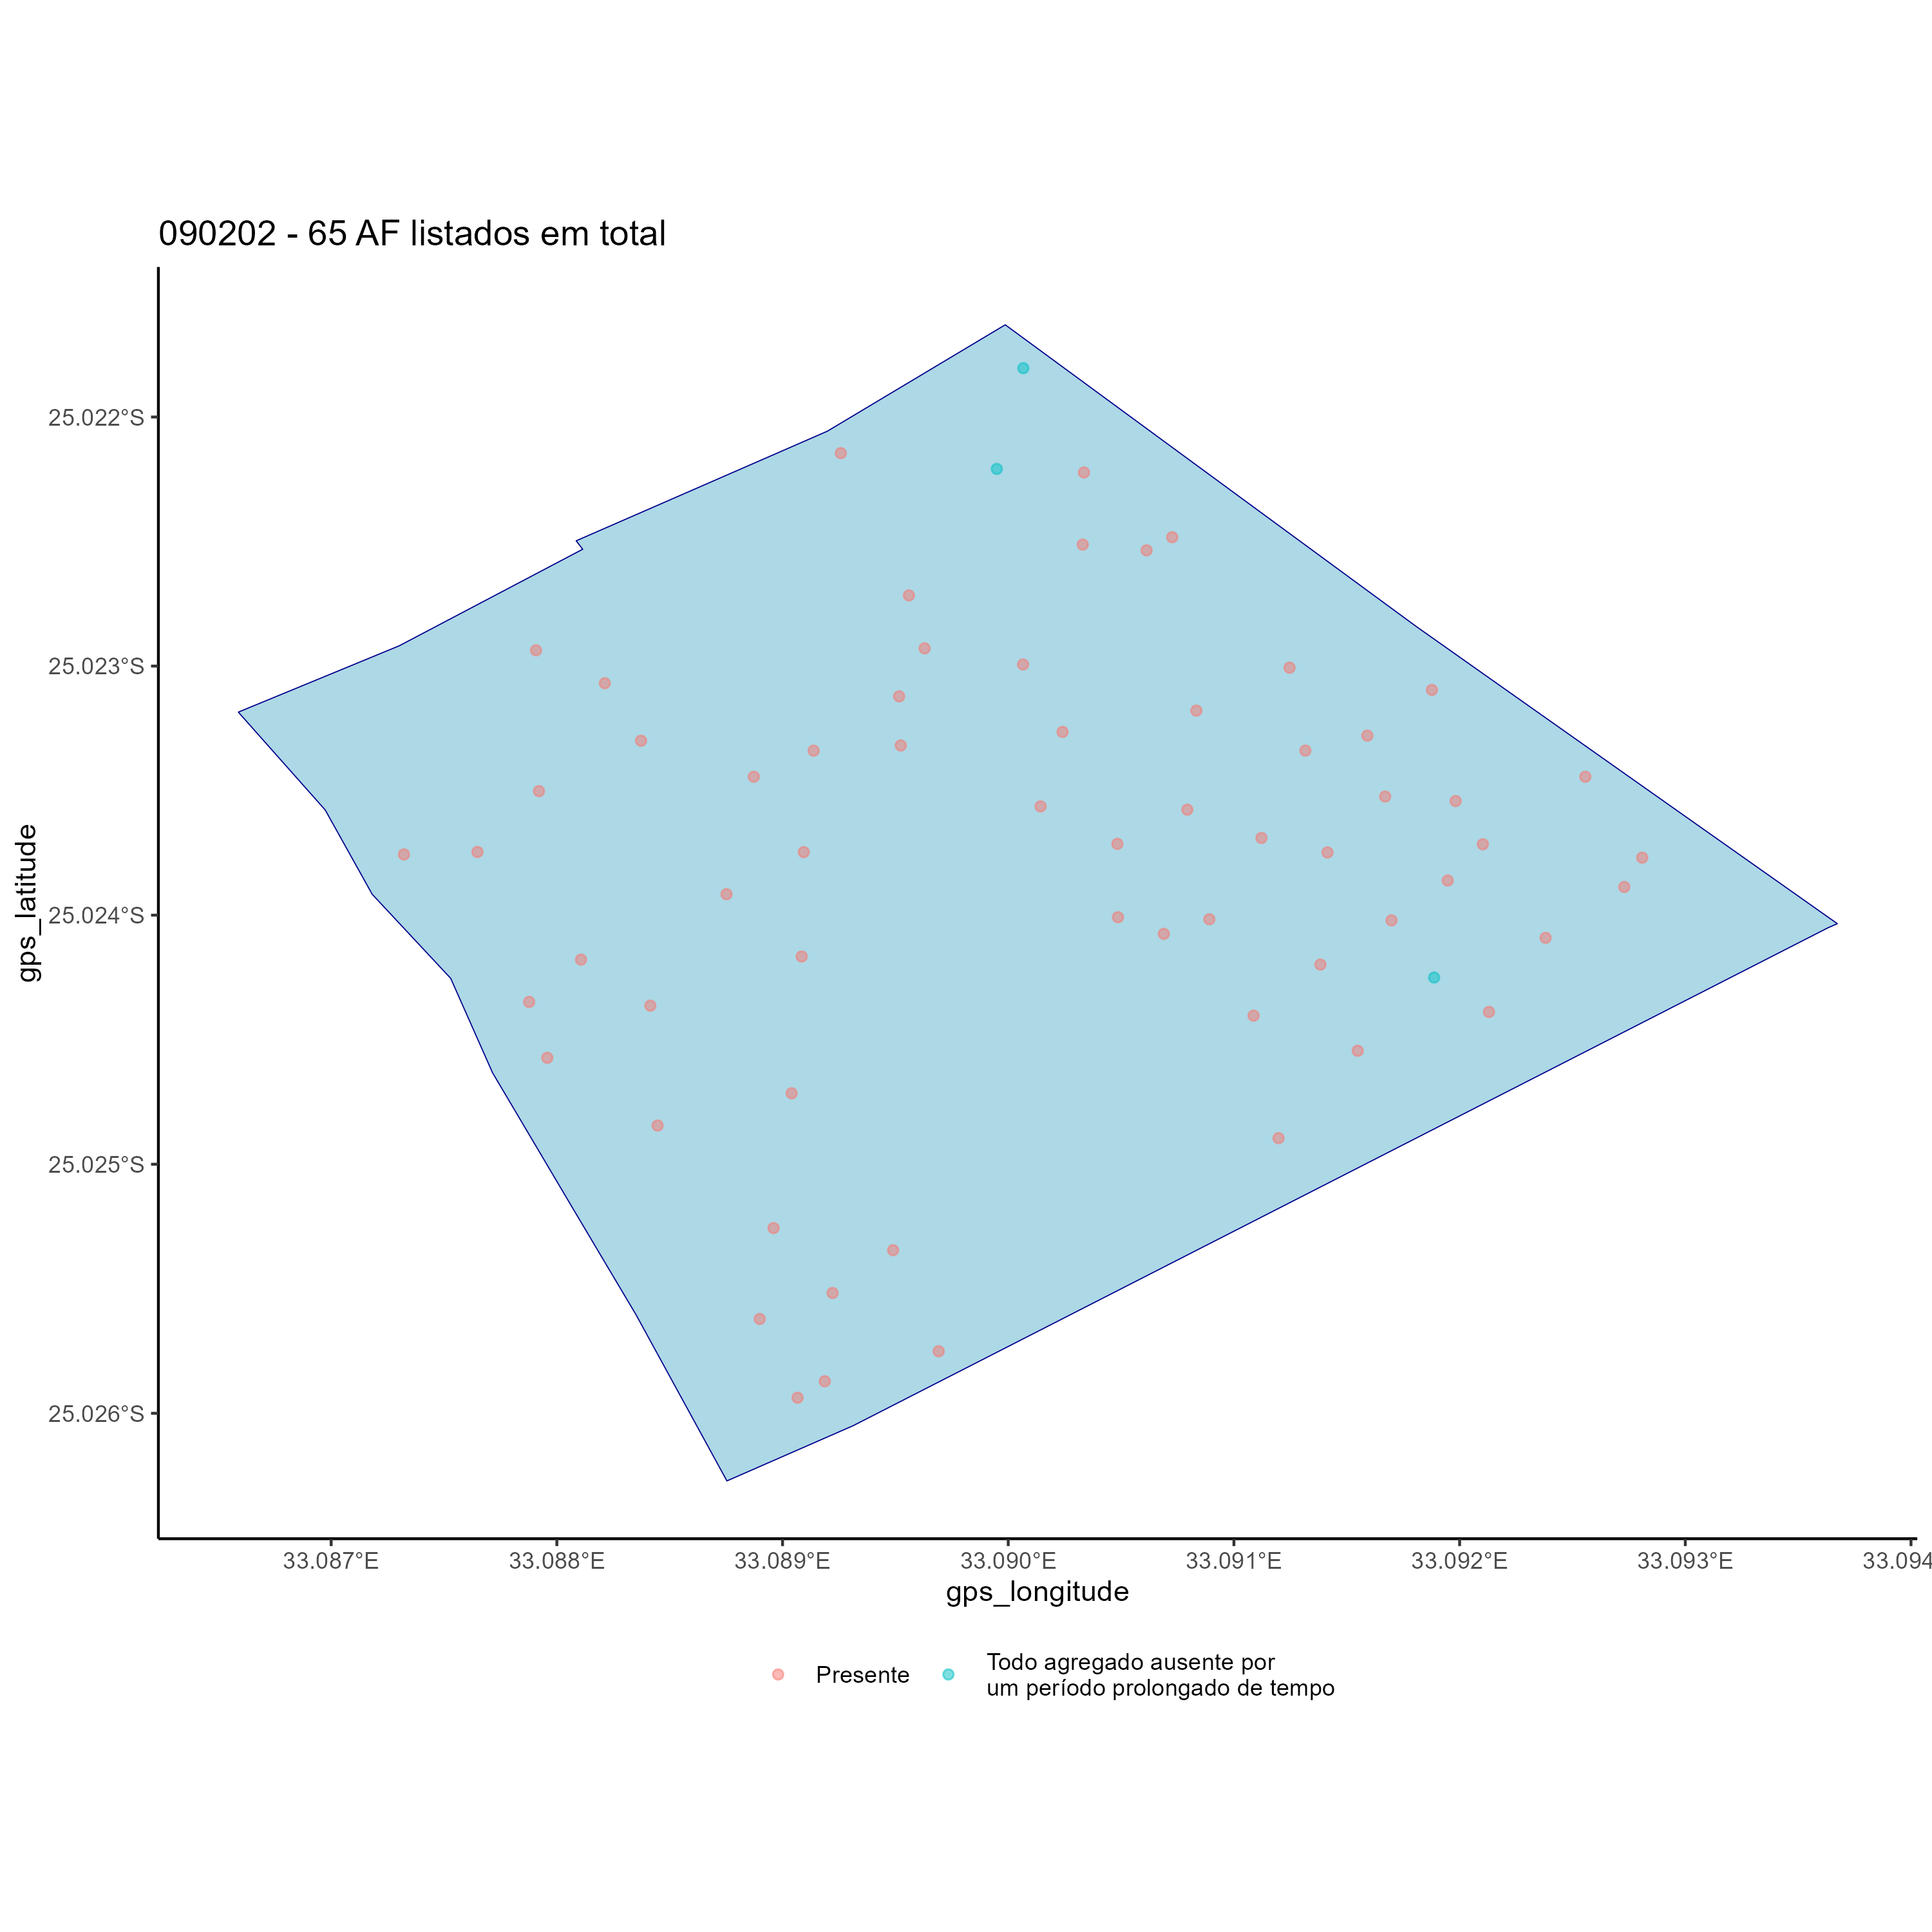 090202 - 65 AF listados em total
gps_latitude
25.022°S
25.023°S
25.024°S
25.025°S
25.026°S
33.087°E
33.088°E
33.089°E
33.090°E
33.091°E
33.092°E
33.093°E
33.094
gps_longitude
Presente
Todo agregado ausente por
um período prolongado de tempo